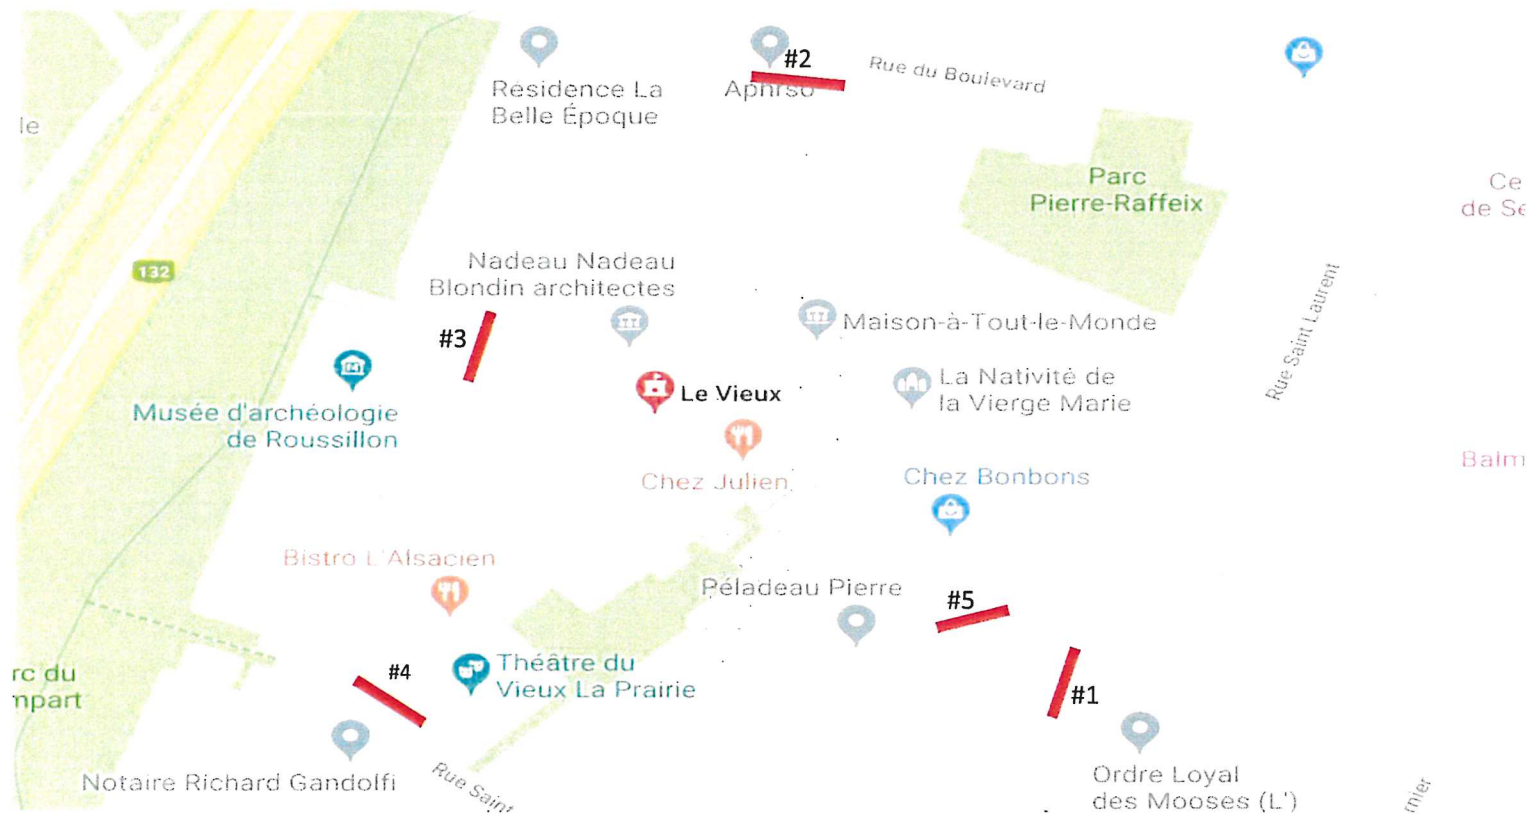 #2
Rue du Boulevard
Résidence La
Belle Époque
Aphrso
le
Parc
Pierre-Raffeix
Ce
de Se
132
Nadeau Nadeau
Blondin architectes
#3
Maison-à-Tout-le-Monde
Rue Saint Laurent
Le Vieux
La Nativité de
la Vierge Marie
Musée d'archéologie
de Roussillon
Chez Julien
Chez Bonbons
Balm
Bistro L'Alsacien
Péladeau Pierre
#5
rc du
mpart
#4
Théâtre du
Vieux La Prairie
#1
Notaire Richard Gandolfi
Rue Saint
Ordre Loyal
des Mooses (L')
rnier